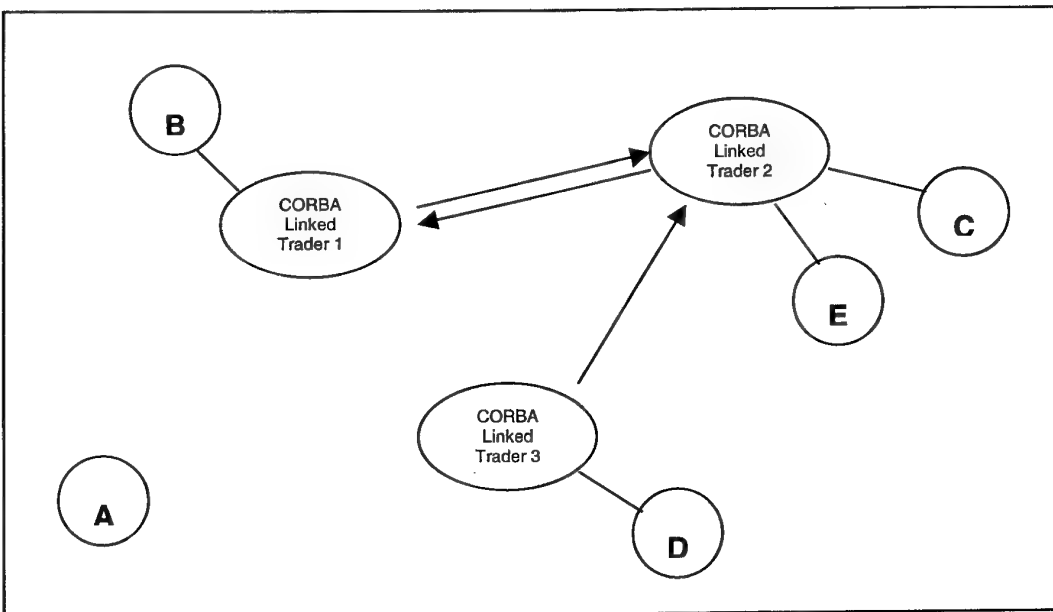 B
CORBA
Linked
Trader 1
CORBA
Linked
Trader 2
C
E
CORBA
Linked
Trader 3
A
D